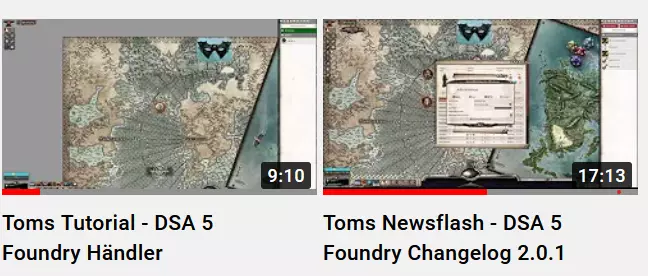 9:10
17:13
Toms Tutorial - DSA 5
Foundry Händler
Toms Newsflash - DSA 5
Foundry Changelog 2.0.1